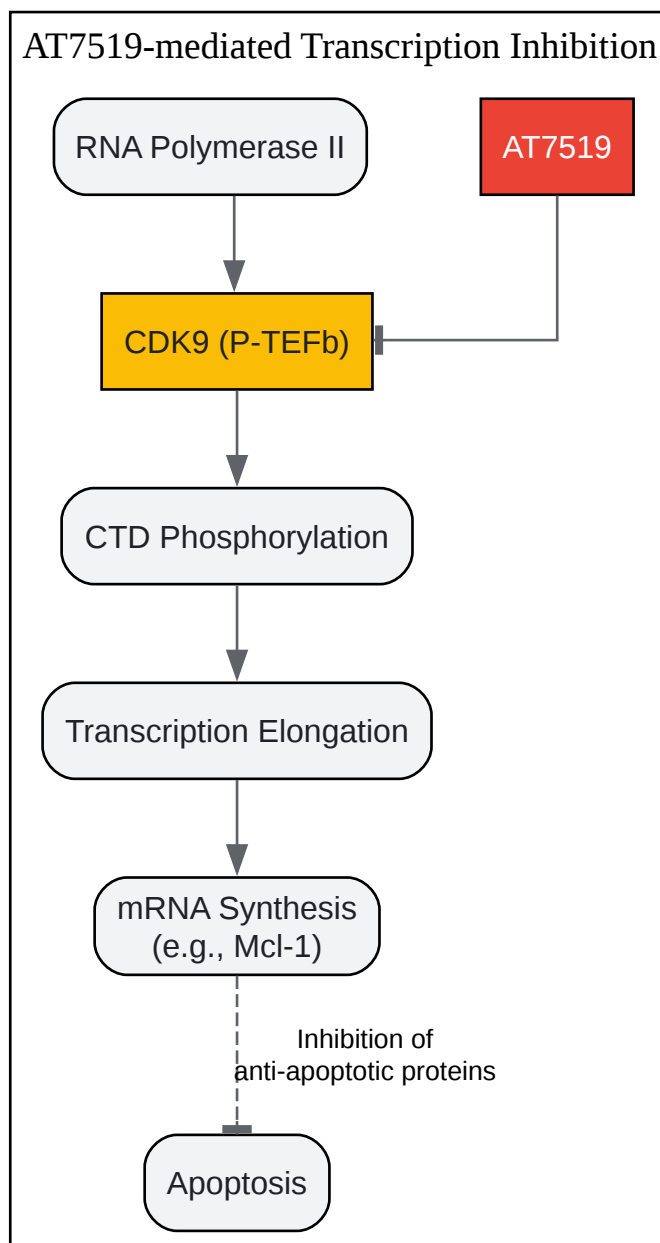 AT7519-mediated Transcription Inhibition
RNA Polymerase II
AT7519
CDK9 (P-TEFb)
CTD Phosphorylation
Transcription Elongation
mRNA Synthesis
(e.g., Mcl-1)
Inhibition of
anti-apoptotic proteins
Apoptosis